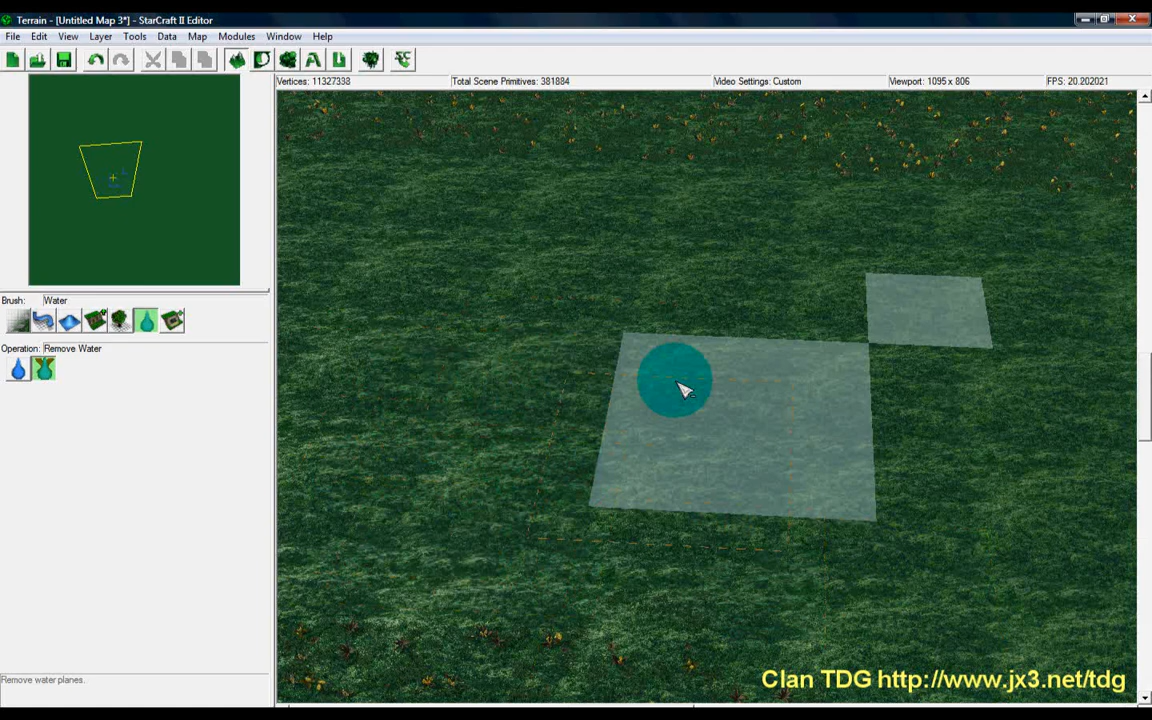 Terrain - [Untitled Map 3*] - StarCraft II Editor
File Edit View Layer Tools Data Map Modules Window Help
Vertices: 11327338 Total Scene Primitives: 381884 Video Settings: Custom Viewport: 1095 x 806 FPS: 20.202021
Brush: Water
Operation: Remove Water
Remove water planes.
Clan TDG http://www.jx3.net/tdg